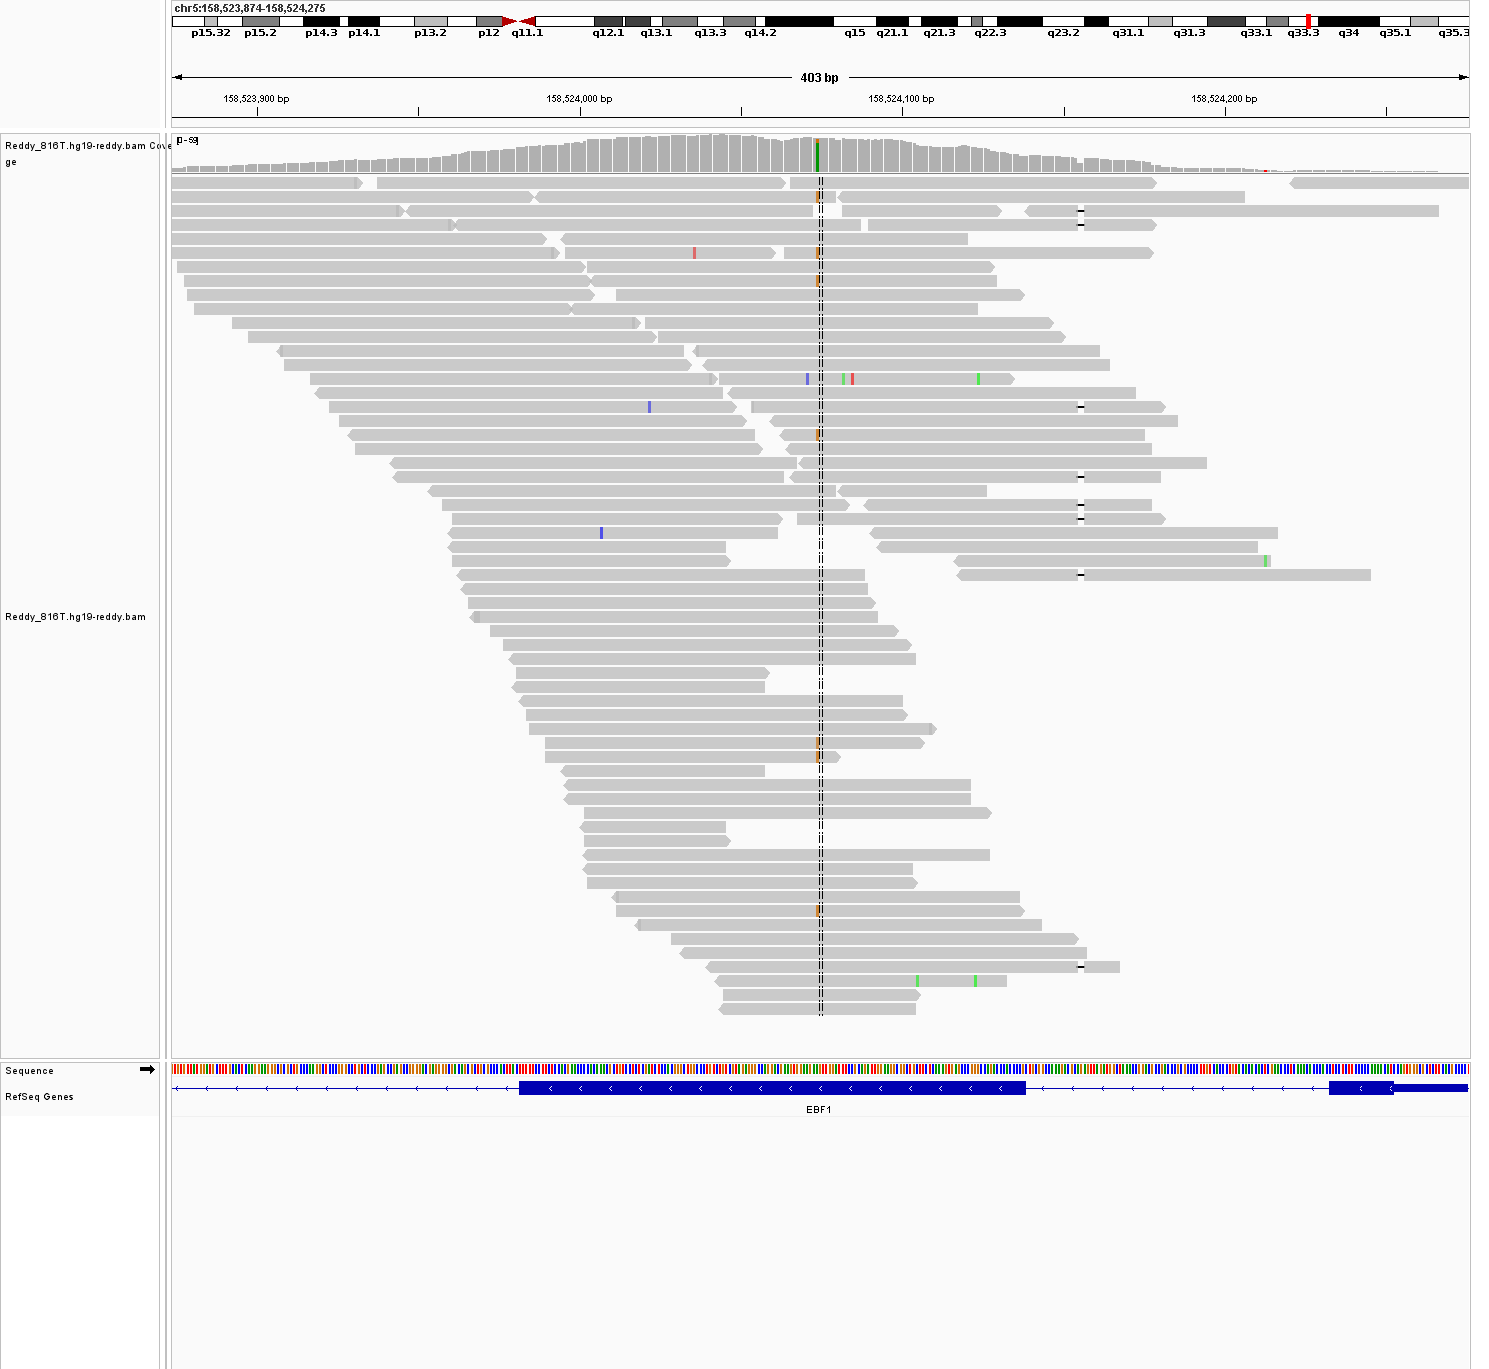 chr5:158,523,874-158,524,275
p15.32 p15.2 p14.3 p14.1 p13.2 p12 q11.1 q12.1 q13.1 q13.3 q14.2 q15 q21.1 q21.3 q22.3 q23.2 q31.1 q31.3 q33.1 q33.3 q34 q35.1 q35.3
403 bp
158,523,900 bp 158,524,000 bp 158,524,100 bp 158,524,200 bp
Reddy_816T.hg19-reddy.bam Cove
ge
[0 - 59]
Reddy_816T.hg19-reddy.bam
Sequence
RefSeq Genes
EBF1